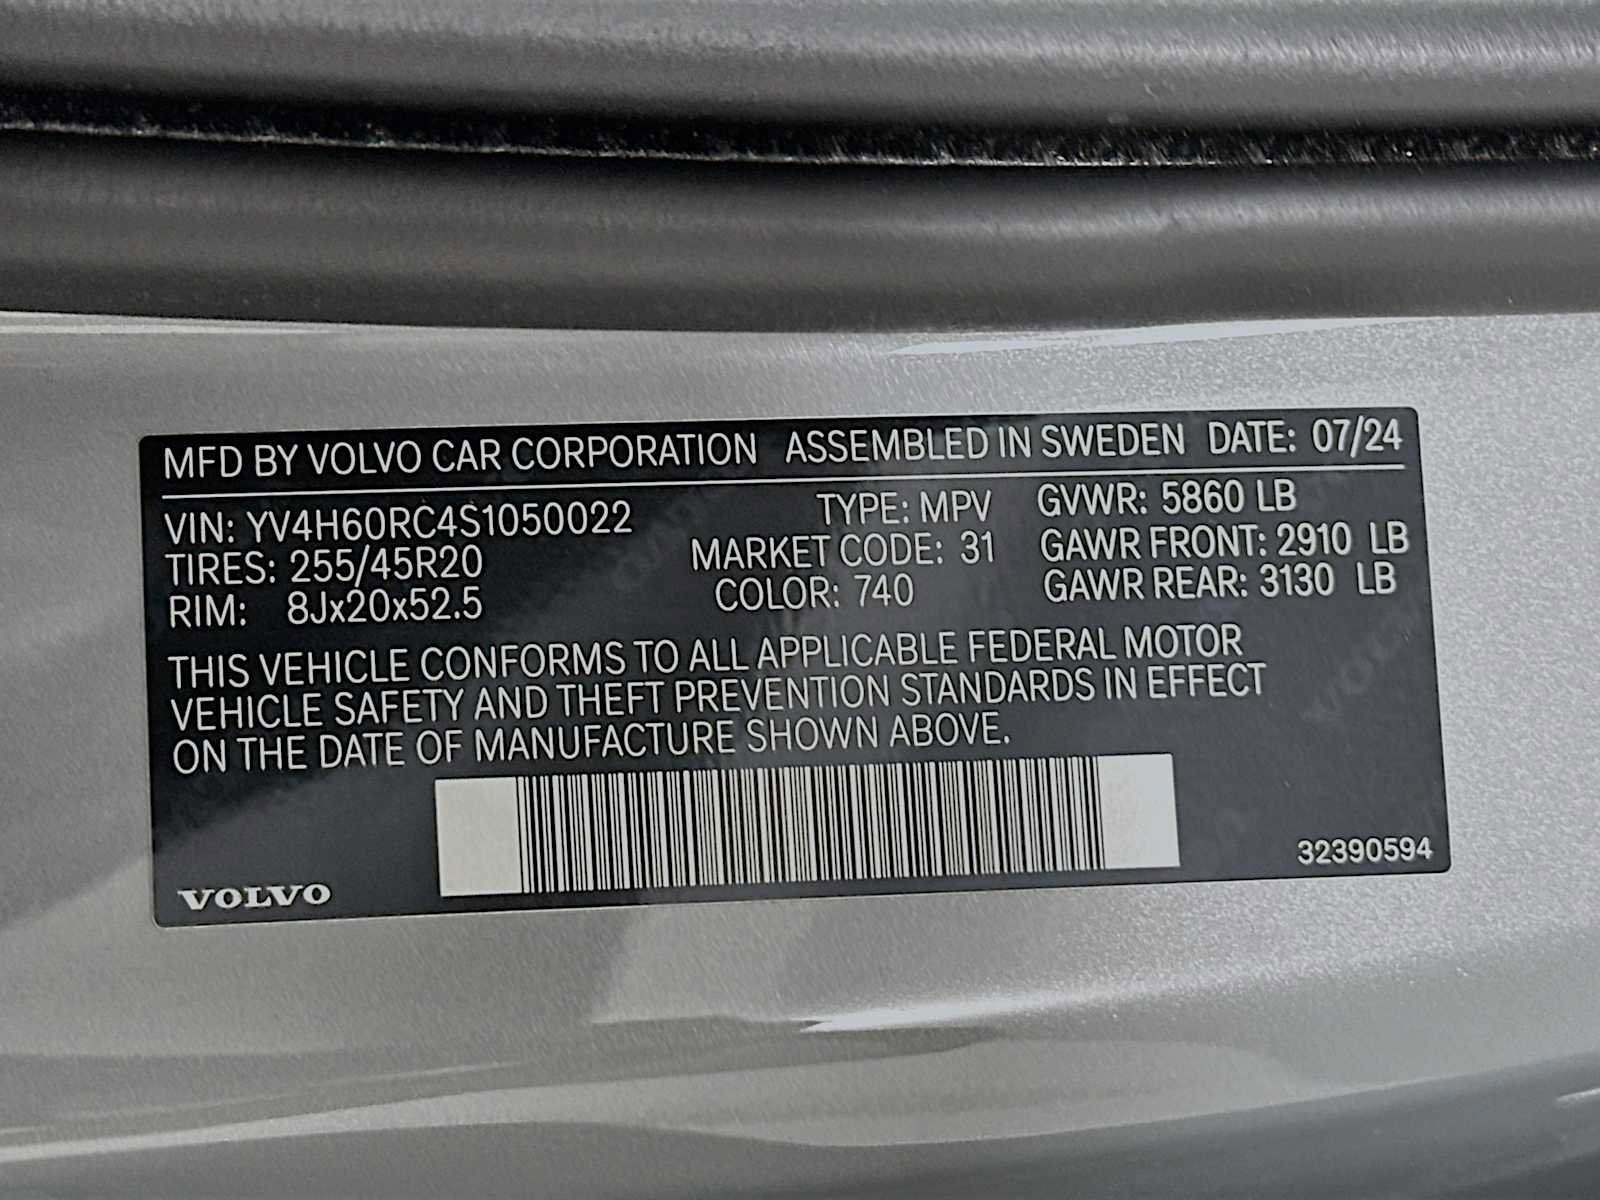 MFD BY VOLVO CAR CORPORATION ASSEMBLED IN SWEDEN DATE: 07/24
VIN: YV4H60RC4S1050022 TYPE: MPV GVWR: 5860 LB
TIRES: 255/45R20 MARKET CODE: 31 GAWR FRONT: 2910 LB
RIM: 8Jx20x52.5 COLOR: 740 GAWR REAR: 3130 LB
THIS VEHICLE CONFORMS TO ALL APPLICABLE FEDERAL MOTOR
VEHICLE SAFETY AND THEFT PREVENTION STANDARDS IN EFFECT
ON THE DATE OF MANUFACTURE SHOWN ABOVE.
32390594
VOLVO